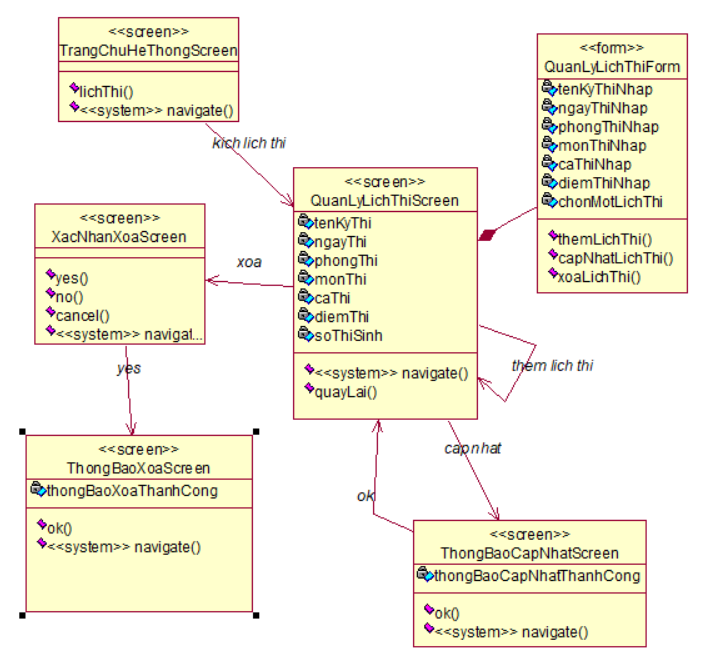 <<screen>>
TrangChuHeThongScreen
lichThi()
<<system>> navigate()
kich lich thi
<<form>>
QuanLyLichThiForm
tenKyThiNhap
ngayThiNhap
phongThiNhap
monThiNhap
caThiNhap
diemThiNhap
chonMotLichThi
themLichThi()
capNhatLichThi()
xoaLichThi()
<<screen>>
QuanLyLichThiScreen
tenKyThi
ngayThi
phongThi
monThi
caThi
diemThi
soThiSinh
<<system>> navigate()
quayLai()
<<screen>>
XacNhanXoaScreen
yes()
no()
cancel()
<<system>> navigat...
xoa
them lich thi
yes
cap nhat
ok
<<screen>>
ThongBaoXoaScreen
thongBaoXoaThanhCong
ok()
<<system>> navigate()
<<screen>>
ThongBaoCapNhatScreen
thongBaoCapNhatThanhCong
ok()
<<system>> navigate()